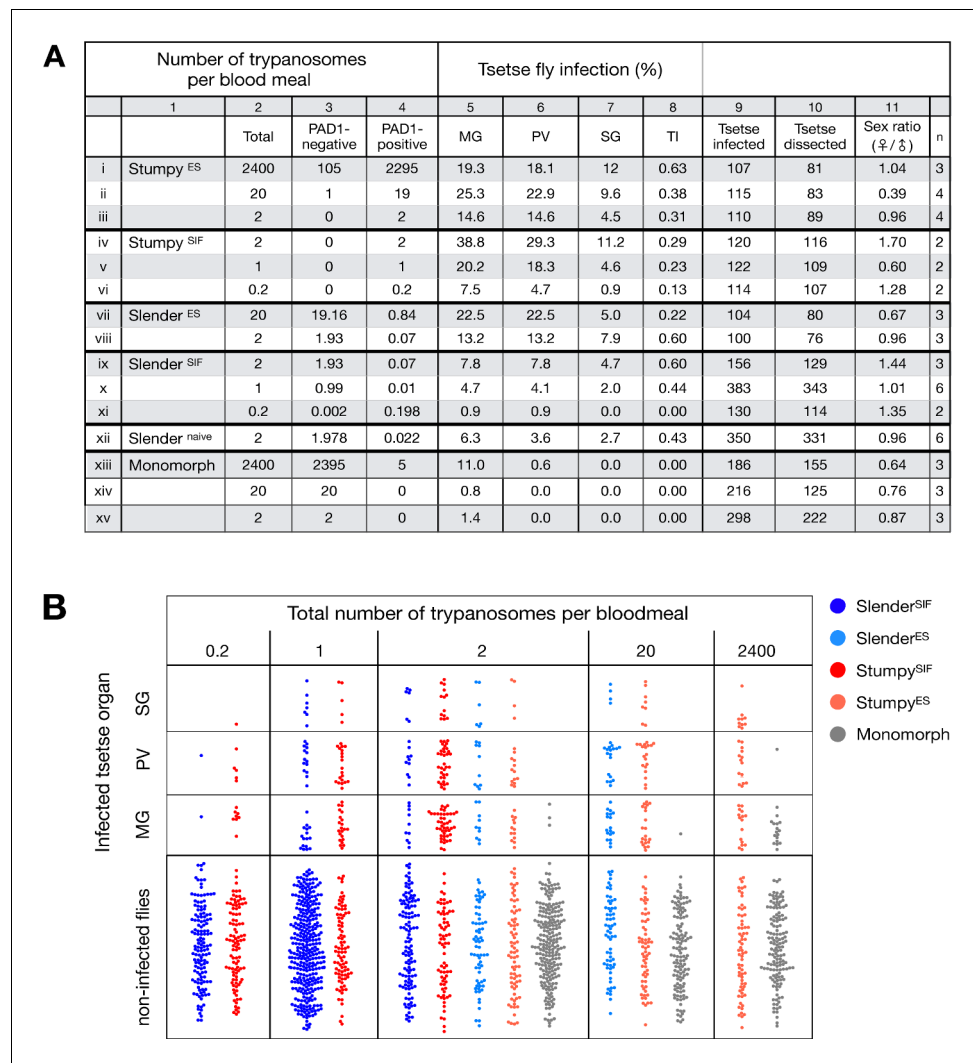 A
Number of trypanosomes per blood meal Tsetse fly infection (%)
1 2 3 4 5 6 7 8 9 10 11
Total PAD1-negative PAD1-positive MG PV SG TI Tsetse infected Tsetse dissected Sex ratio (♀/♂) n
i Stumpy ES 2400 105 2295 19.3 18.1 12 0.63 107 81 1.04 3
ii 20 1 19 25.3 22.9 9.6 0.38 115 83 0.39 4
iii 2 0 2 14.6 14.6 4.5 0.31 110 89 0.96 4
iv Stumpy SIF 2 0 2 38.8 29.3 11.2 0.29 120 116 1.70 2
v 1 0 1 20.2 18.3 4.6 0.23 122 109 0.60 2
vi 0.2 0 0.2 7.5 4.7 0.9 0.13 114 107 1.28 2
vii Slender ES 20 19.16 0.84 22.5 22.5 5.0 0.22 104 80 0.67 3
viii 2 1.93 0.07 13.2 13.2 7.9 0.60 100 76 0.96 3
ix Slender SIF 2 1.93 0.07 7.8 7.8 4.7 0.60 156 129 1.44 3
x 1 0.99 0.01 4.7 4.1 2.0 0.44 383 343 1.01 6
xi 0.2 0.002 0.198 0.9 0.9 0.0 0.00 130 114 1.35 2
xii Slender naive 2 1.978 0.022 6.3 3.6 2.7 0.43 350 331 0.96 6
xiii Monomorph 2400 2395 5 11.0 0.6 0.0 0.00 186 155 0.64 3
xiv 20 20 0 0.8 0.0 0.0 0.00 216 125 0.76 3
xv 2 2 0 1.4 0.0 0.0 0.00 298 222 0.87 3
B
Total number of trypanosomes per bloodmeal
0.2 1 2 20 2400
Infected tsetse organ
SG
PV
MG
non-infected flies
Slender SIF
Slender ES
Stumpy SIF
Stumpy ES
Monomorph